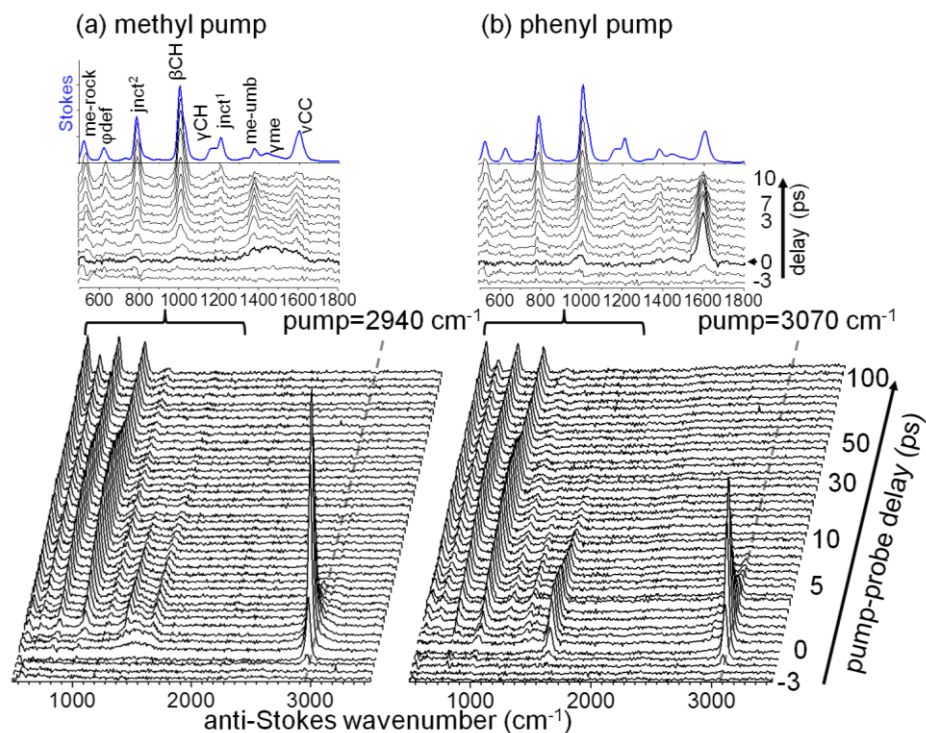 (a) methyl pump
(b) phenyl pump
Stokes
me-rock
φdef
jnct²
βCH
γCH
jnct¹
me-umb
γme
νCC
10
7
3
0
-3
delay (ps)
600 800 1000 1200 1400 1600 1800
600 800 1000 1200 1400 1600 1800
pump=2940 cm⁻¹
pump=3070 cm⁻¹
100
50
30
10
5
0
-3
pump-probe delay (ps)
1000 2000 3000
1000 2000 3000
anti-Stokes wavenumber (cm⁻¹)